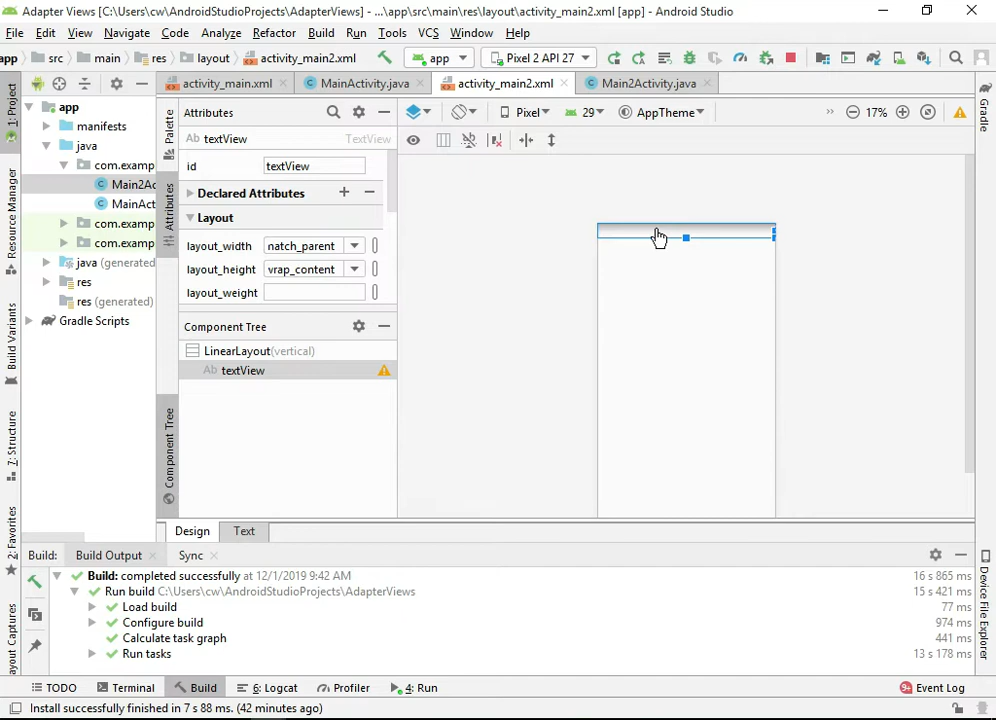 Adapter Views [C:\Users\cw\AndroidStudioProjects\AdapterViews] - ...\app\src\main\res\layout\activity_main2.xml [app] - Android Studio
File Edit View Navigate Code Analyze Refactor Build Run Tools VCS Window Help
app src main res layout activity_main2.xml app Pixel 2 API 27
activity_main.xml MainActivity.java activity_main2.xml Main2Activity.java
1: Project
Resource Manager
Build Variants
7: Structure
2: Favorites
ayout Captures
app
manifests
java
com.examp
Main2Ac
MainAct
com.examp
com.examp
java (generated
res
res (generated)
Gradle Scripts
Palette
Attributes
Component Tree
Attributes
Ab textView TextView
id textView
Declared Attributes
Layout
layout_width natch_parent
layout_height vrap_content
layout_weight
Component Tree
LinearLayout(vertical)
Ab textView
Pixel 29 AppTheme 17%
Gradle
Device File Explorer
Design Text
Build: Build Output Sync
Build: completed successfully at 12/1/2019 9:42 AM 16 s 865 ms
Run build C:\Users\cw\AndroidStudioProjects\AdapterViews 15 s 421 ms
Load build 77 ms
Configure build 974 ms
Calculate task graph 441 ms
Run tasks 13 s 178 ms
TODO Terminal Build 6: Logcat Profiler 4: Run 9+ Event Log
Install successfully finished in 7 s 88 ms. (42 minutes ago)